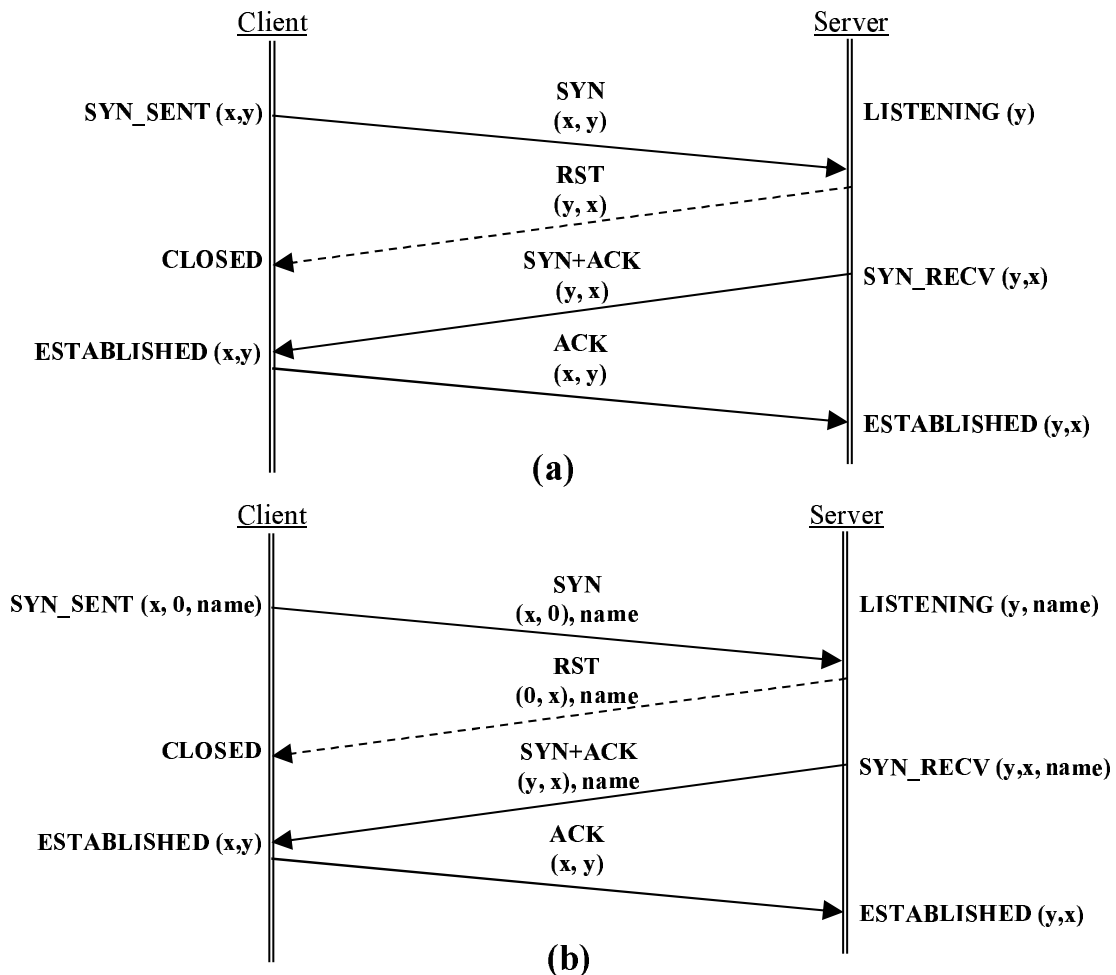 Client Server
SYN_SENT (x,y) SYN LISTENING (y)
(x, y)
RST
(y, x)
CLOSED SYN+ACK
(y, x) SYN_RECV (y,x)
ESTABLISHED (x,y) ACK
(x, y)
ESTABLISHED (y,x)
(a)
Client Server
SYN_SENT (x, 0, name) SYN LISTENING (y, name)
(x, 0), name
RST
(0, x), name
CLOSED SYN+ACK
(y, x), name SYN_RECV (y,x, name)
ESTABLISHED (x,y) ACK
(x, y)
ESTABLISHED (y,x)
(b)